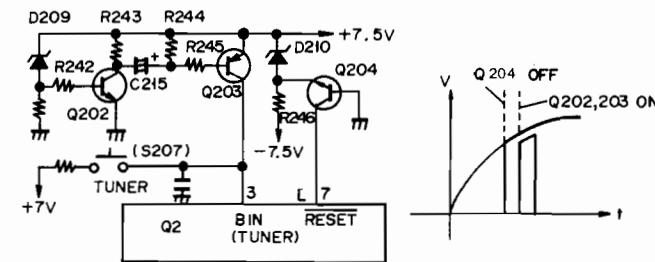 D209 R243 R244
+7.5V
R242 R245 D210 Q204
C215 +
Q202 Q203 R246
-7.5V
(S207)
TUNER
+7V
3 7
Q2 BIN RESET
(TUNER)
V Q204 OFF
Q202,203 ON
t